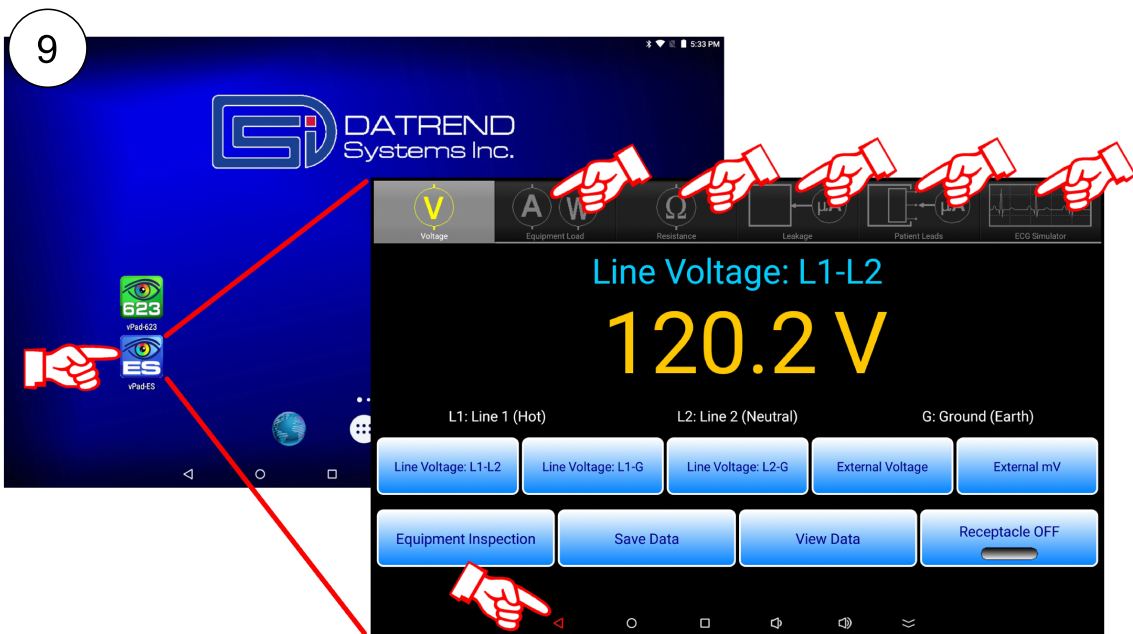 9
5:33 PM
DATREND
Systems Inc.
V
A W
Ω
µA
µA
Voltage
Equipment Load
Resistance
Leakage
Patient Leads
ECG Simulator
Line Voltage: L1-L2
120.2 V
623
vPad-623
ES
vPad-ES
L1: Line 1 (Hot)
L2: Line 2 (Neutral)
G: Ground (Earth)
Line Voltage: L1-L2
Line Voltage: L1-G
Line Voltage: L2-G
External Voltage
External mV
Equipment Inspection
Save Data
View Data
Receptacle OFF